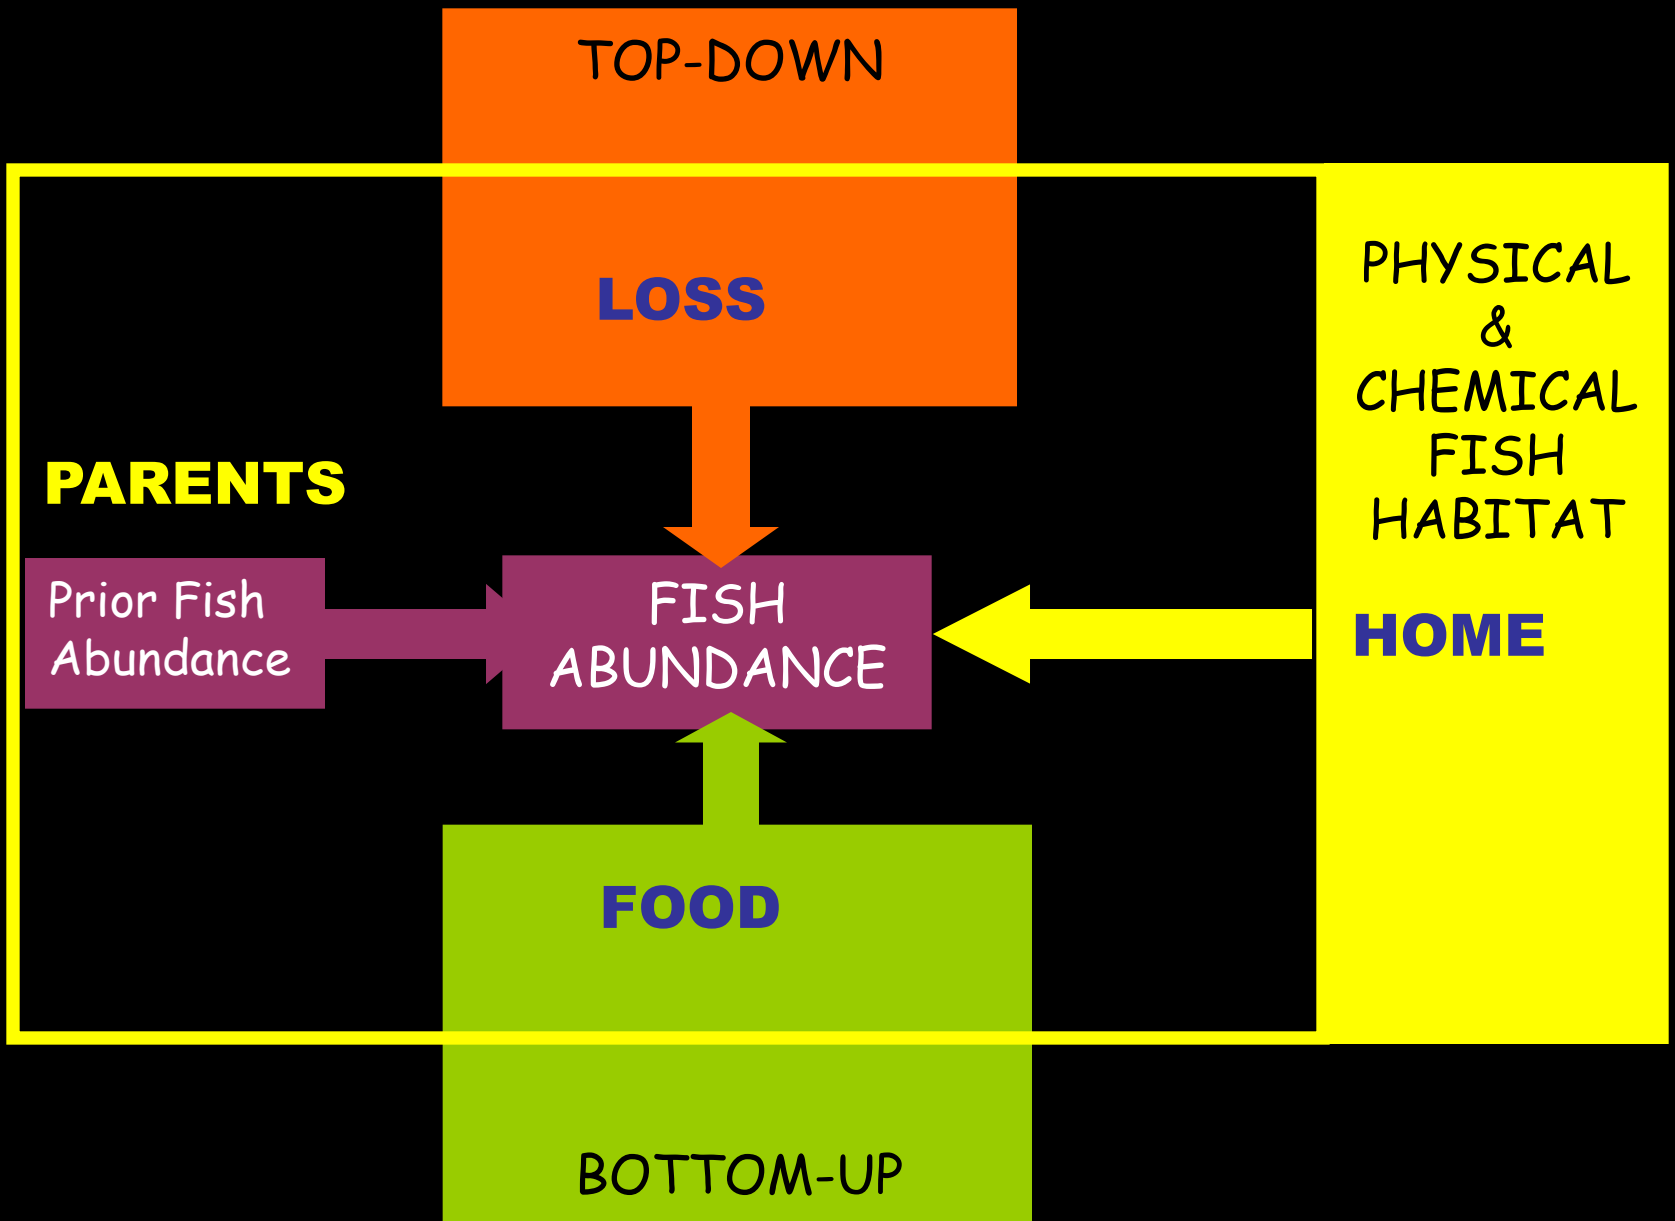 TOP-DOWN
LOSS
PHYSICAL
&
CHEMICAL
FISH
HABITAT
HOME
PARENTS
Prior Fish
Abundance
FISH
ABUNDANCE
FOOD
BOTTOM-UP